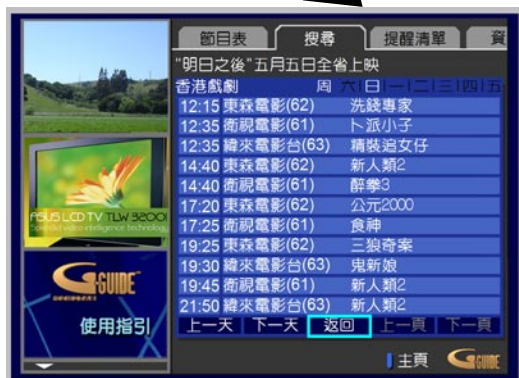 節目表
搜尋
提醒清單
"明日之後"五月五日全省上映
香港戲劇 周 六|日|一|二|三|四|五
12:15 東森電影(62) 洗錢專家
12:35 衛視電影(61) 卜派小子
12:35 緯來電影台(63) 精裝追女仔
14:40 東森電影(62) 新人類2
14:40 衛視電影(61) 醉拳3
17:20 東森電影(62) 公元2000
17:25 衛視電影(61) 食神
19:25 東森電影(62) 三狼奇案
19:30 緯來電影台(63) 鬼新娘
19:45 衛視電影(61) 新人類2
21:50 緯來電影台(63) 新人類2
上一天 下一天 返回 上一頁 下一頁
主頁 G-GUIDE
ASUS LCD TV TLW 32001
Splendid video intelligence technology
G-GUIDE
使用指引